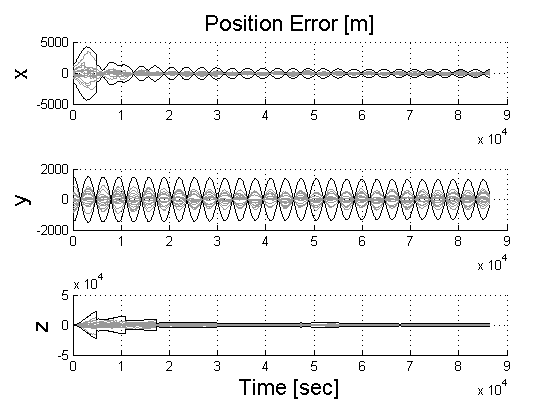 Position Error [m]
5000
x
0
-5000
0 1 2 3 4 5 6 7 8 9
x 10^4
2000
y
0
-2000
0 1 2 3 4 5 6 7 8 9
x 10^4
x 10^4
5
z
0
-5
0 1 2 3 4 5 6 7 8 9
Time [sec]
x 10^4